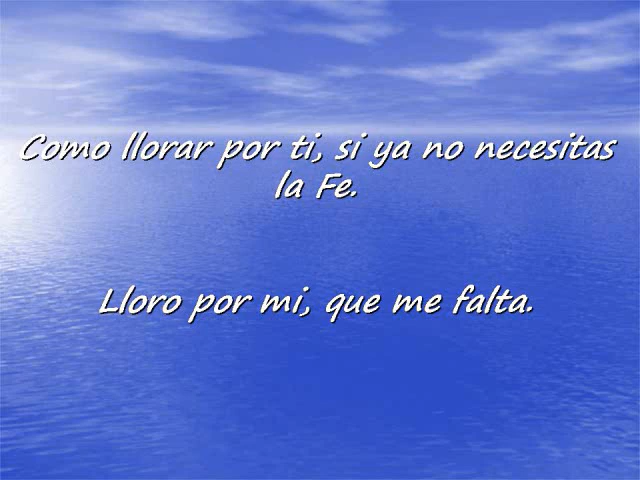 Como llorar por ti, si ya no necesitas
la Fe.
Lloro por mi, que me falta.